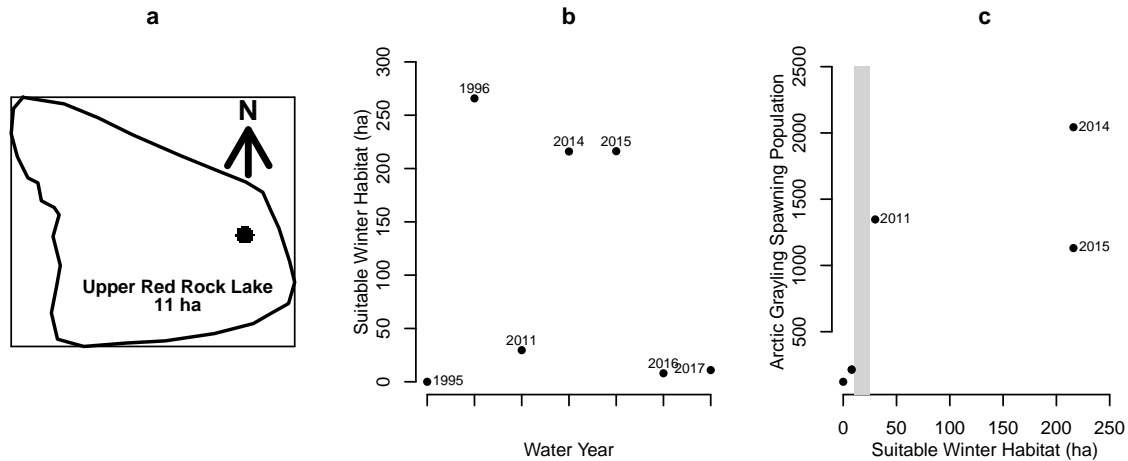 a
N
Upper Red Rock Lake
11 ha
b
Suitable Winter Habitat (ha)
300
250
200
150
100
50
0
1996
2014
2015
2011
2016
2017
1995
Water Year
c
Arctic Grayling Spawning Population
2500
2000
1500
1000
500
2014
2011
2015
0
50
100
150
200
250
Suitable Winter Habitat (ha)